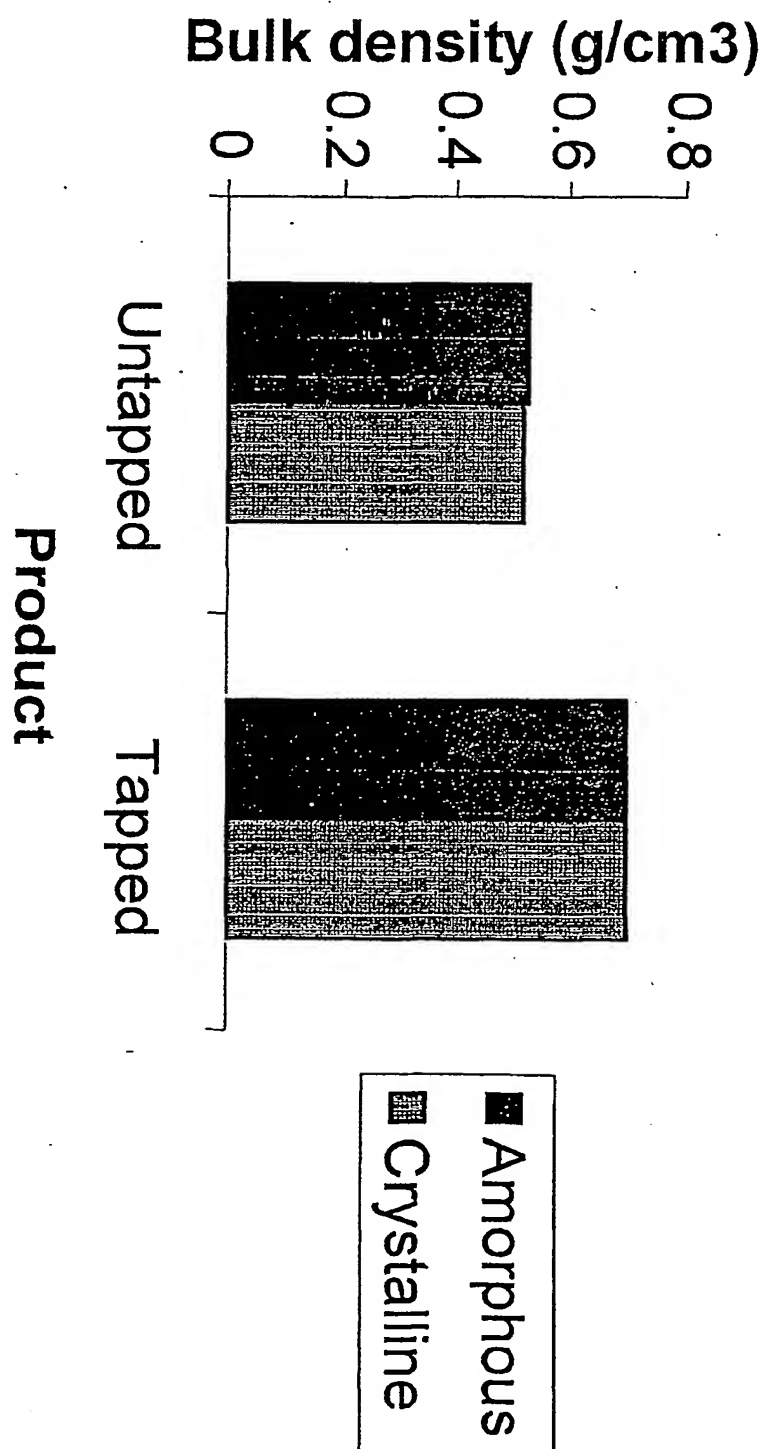 Bulk density (g/cm3)
0.8
0.6
0.4
0.2
0
Untapped
Tapped
Product
Amorphous
Crystalline